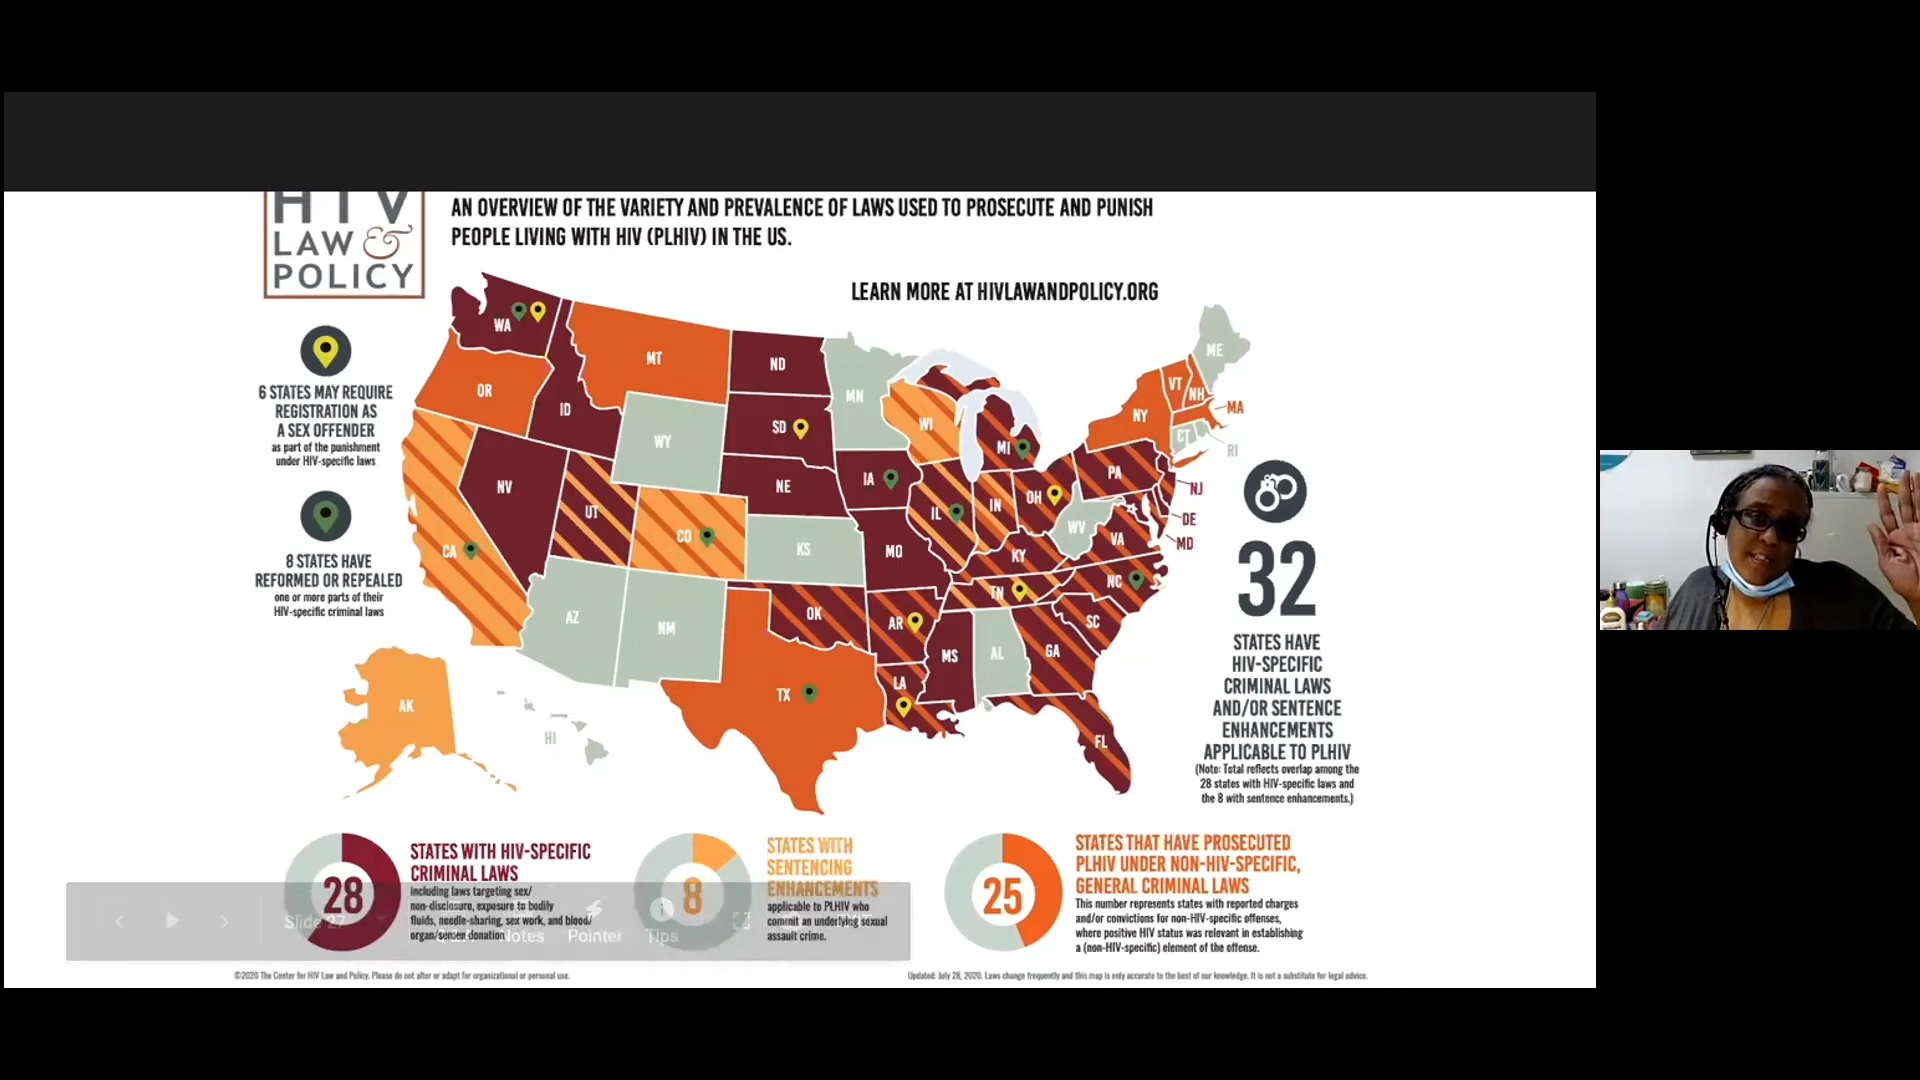 HIV
LAW &
POLICY
AN OVERVIEW OF THE VARIETY AND PREVALENCE OF LAWS USED TO PROSECUTE AND PUNISH
PEOPLE LIVING WITH HIV (PLHIV) IN THE US.
LEARN MORE AT HIVLAWANDPOLICY.ORG
6 STATES MAY REQUIRE
REGISTRATION AS
A SEX OFFENDER
as part of the punishment
under HIV-specific laws
8 STATES HAVE
REFORMED OR REPEALED
one or more parts of their
HIV-specific criminal laws
WA
OR
MT
ID
ND
SD
WY
NV
UT
CA
CO
NE
KS
AZ
NM
OK
TX
MN
WI
IA
MO
IL
IN
MI
OH
KY
TN
AR
LA
MS
AL
GA
FL
SC
NC
VA
WV
PA
NY
VT
NH
ME
MA
CT
RI
NJ
DE
MD
AK
HI
32
STATES HAVE
HIV-SPECIFIC
CRIMINAL LAWS
AND/OR SENTENCE
ENHANCEMENTS
APPLICABLE TO PLHIV
(Note: Total reflects overlap among the
28 states with HIV-specific laws and
the 8 with sentence enhancements.)
28
STATES WITH HIV-SPECIFIC
CRIMINAL LAWS
including laws targeting sex/
non-disclosure, exposure to bodily
fluids, needle-sharing, sex work, and blood/
organ/semen donation.
8
STATES WITH
SENTENCING
ENHANCEMENTS
applicable to PLHIV who
commit an underlying sexual
assault crime.
25
STATES THAT HAVE PROSECUTED
PLHIV UNDER NON-HIV-SPECIFIC,
GENERAL CRIMINAL LAWS
This number represents states with reported charges
and/or convictions for non-HIV-specific offenses,
where positive HIV status was relevant in establishing
a (non-HIV-specific) element of the offense.
Slide 27
Notes
Pointer
Tips
©2020 The Center for HIV Law and Policy. Please do not alter or adapt for organizational or personal use.
Updated: July 28, 2020. Laws change frequently and this map is only accurate to the best of our knowledge. It is not a substitute for legal advice.